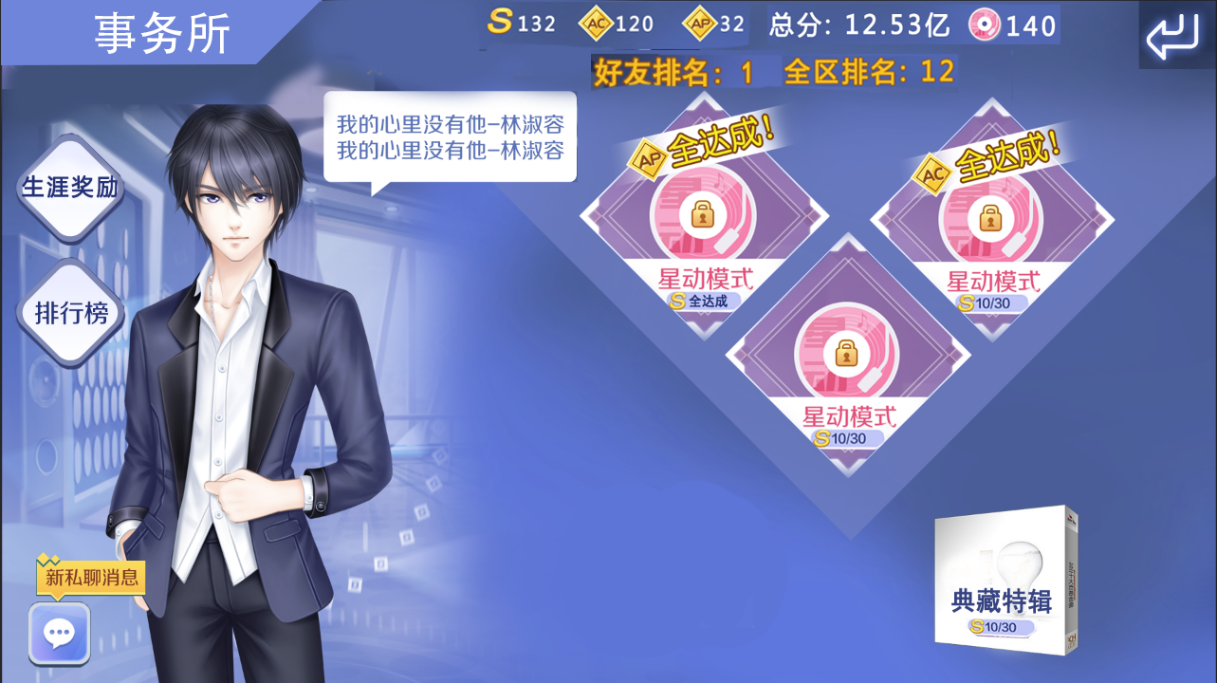 事务所
S 132 AC 120 AP 32 总分: 12.53亿 140
好友排名: 1 全区排名: 12
我的心里没有他-林淑容
我的心里没有他-林淑容
生涯奖励
排行榜
AP 全达成!
星动模式
S 全达成
AC 全达成!
星动模式
S 10/30
星动模式
S 10/30
新私聊消息
典藏特辑
S 10/30